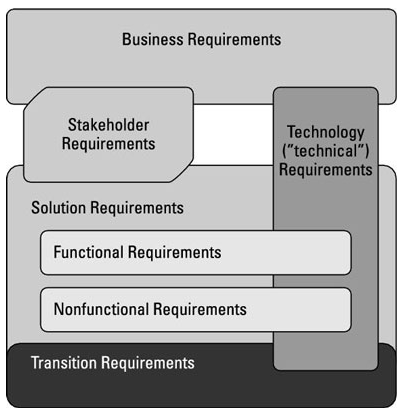 Business Requirements
Stakeholder
Requirements
Technology
("technical")
Requirements
Solution Requirements
Functional Requirements
Nonfunctional Requirements
Transition Requirements